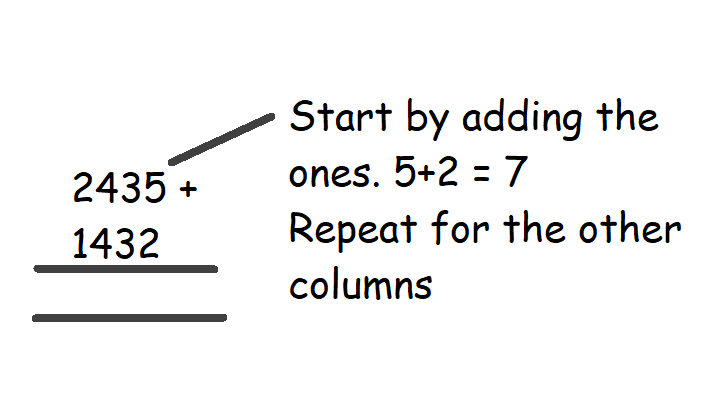 2435 +
1432
Start by adding the
ones. 5+2 = 7
Repeat for the other
columns